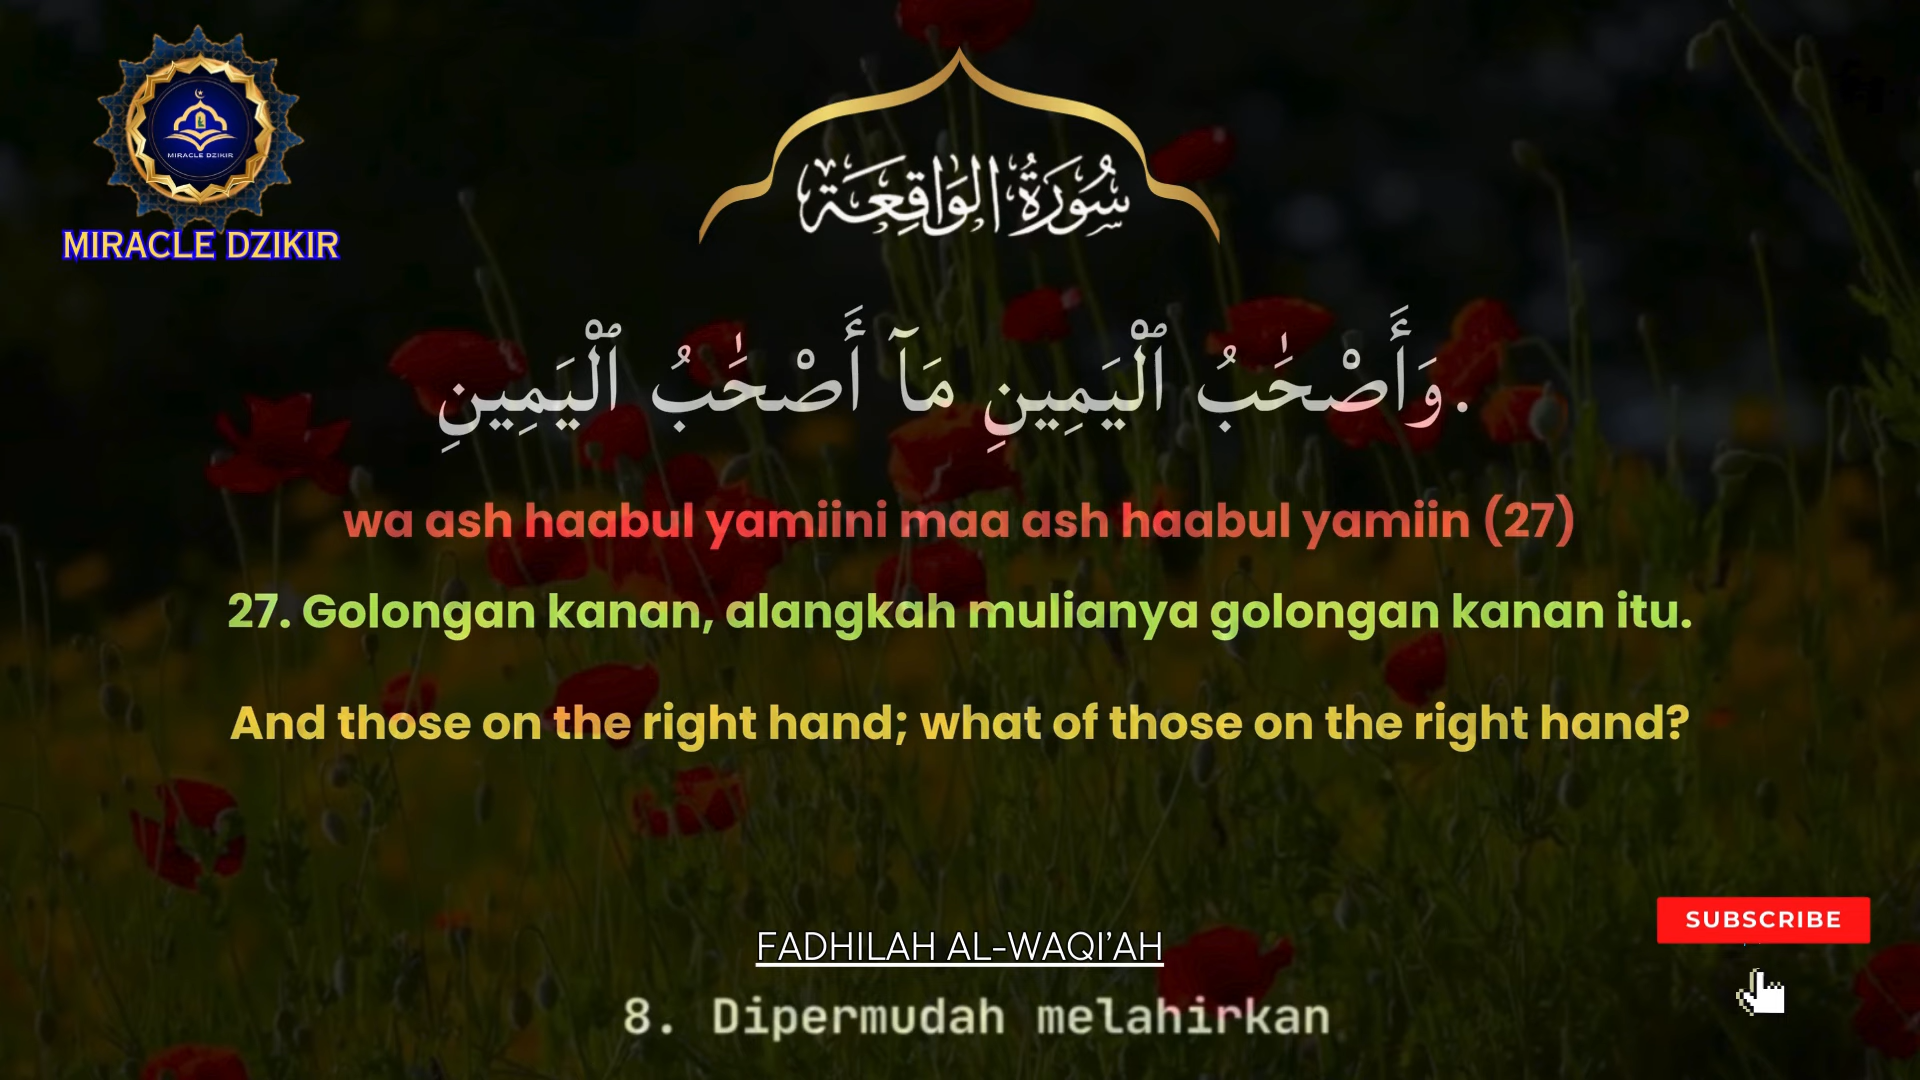 MIRACLE DZIKIR
MIRACLE DZIKIR
سُورَةُ الوَاقِعَة
.وَأَصْحَٰبُ ٱلْيَمِينِ مَآ أَصْحَٰبُ ٱلْيَمِينِ
wa ash haabul yamiini maa ash haabul yamiin (27)
27. Golongan kanan, alangkah mulianya golongan kanan itu.
And those on the right hand; what of those on the right hand?
FADHILAH AL-WAQI’AH
8. Dipermudah melahirkan
SUBSCRIBE